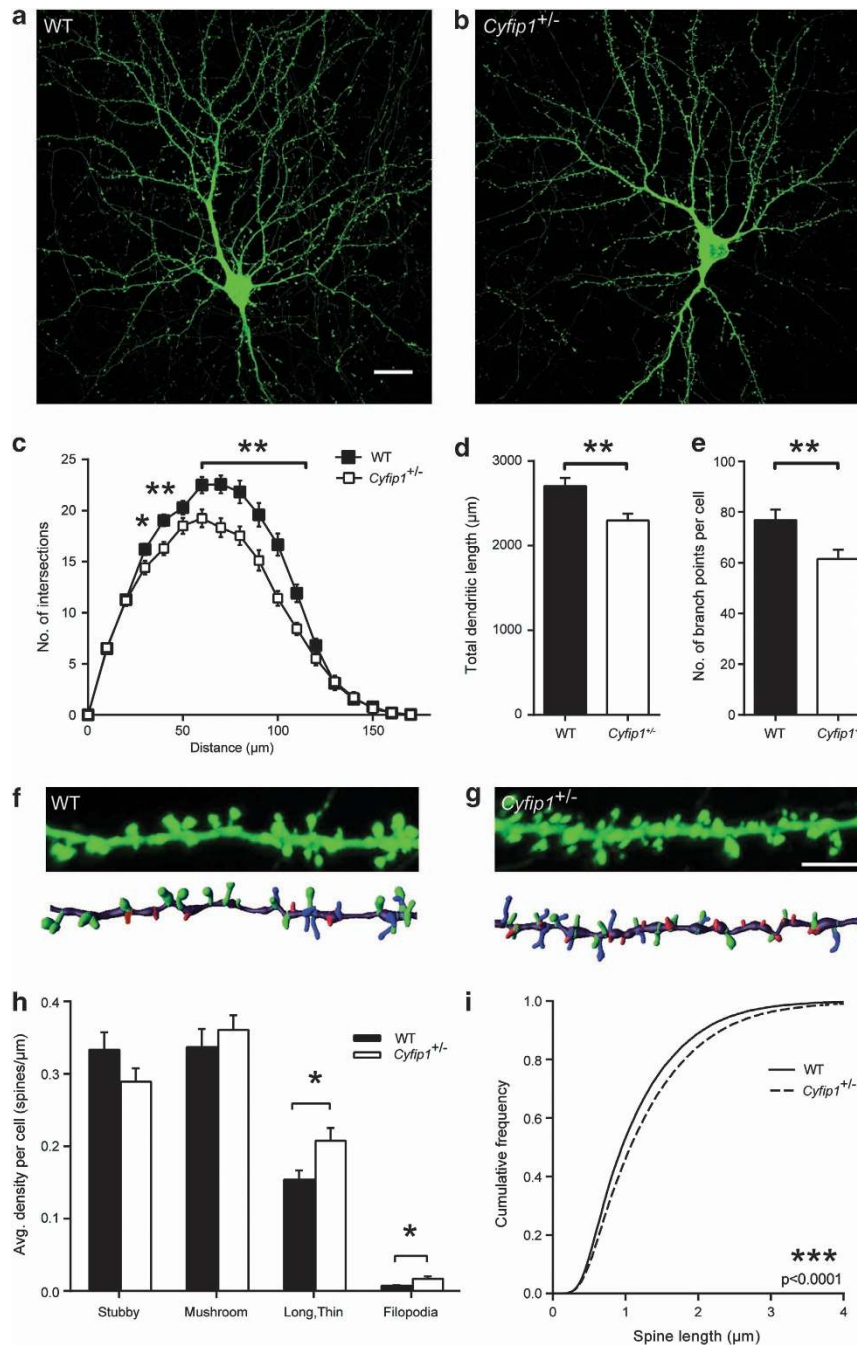 a WT
b Cyfip1+/-
c
**
WT
Cyfip1+/-
*
**
25
20
15
10
5
0
No. of intersections
0 50 100 150
Distance (µm)
d
**
3000
2000
1000
0
Total dendritic length (µm)
WT Cyfip1+/-
e
**
100
80
60
40
20
0
No. of branch points per cell
WT Cyfip1+
f WT
g Cyfip1+/-
h
WT
Cyfip1+/-
*
*
0.4
0.3
0.2
0.1
0.0
Avg. density per cell (spines/µm)
Stubby Mushroom Long,Thin Filopodia
i
1.0
0.8
0.6
0.4
0.2
0.0
Cumulative frequency
WT
Cyfip1+/-
***
p<0.0001
0 1 2 3 4
Spine length (µm)